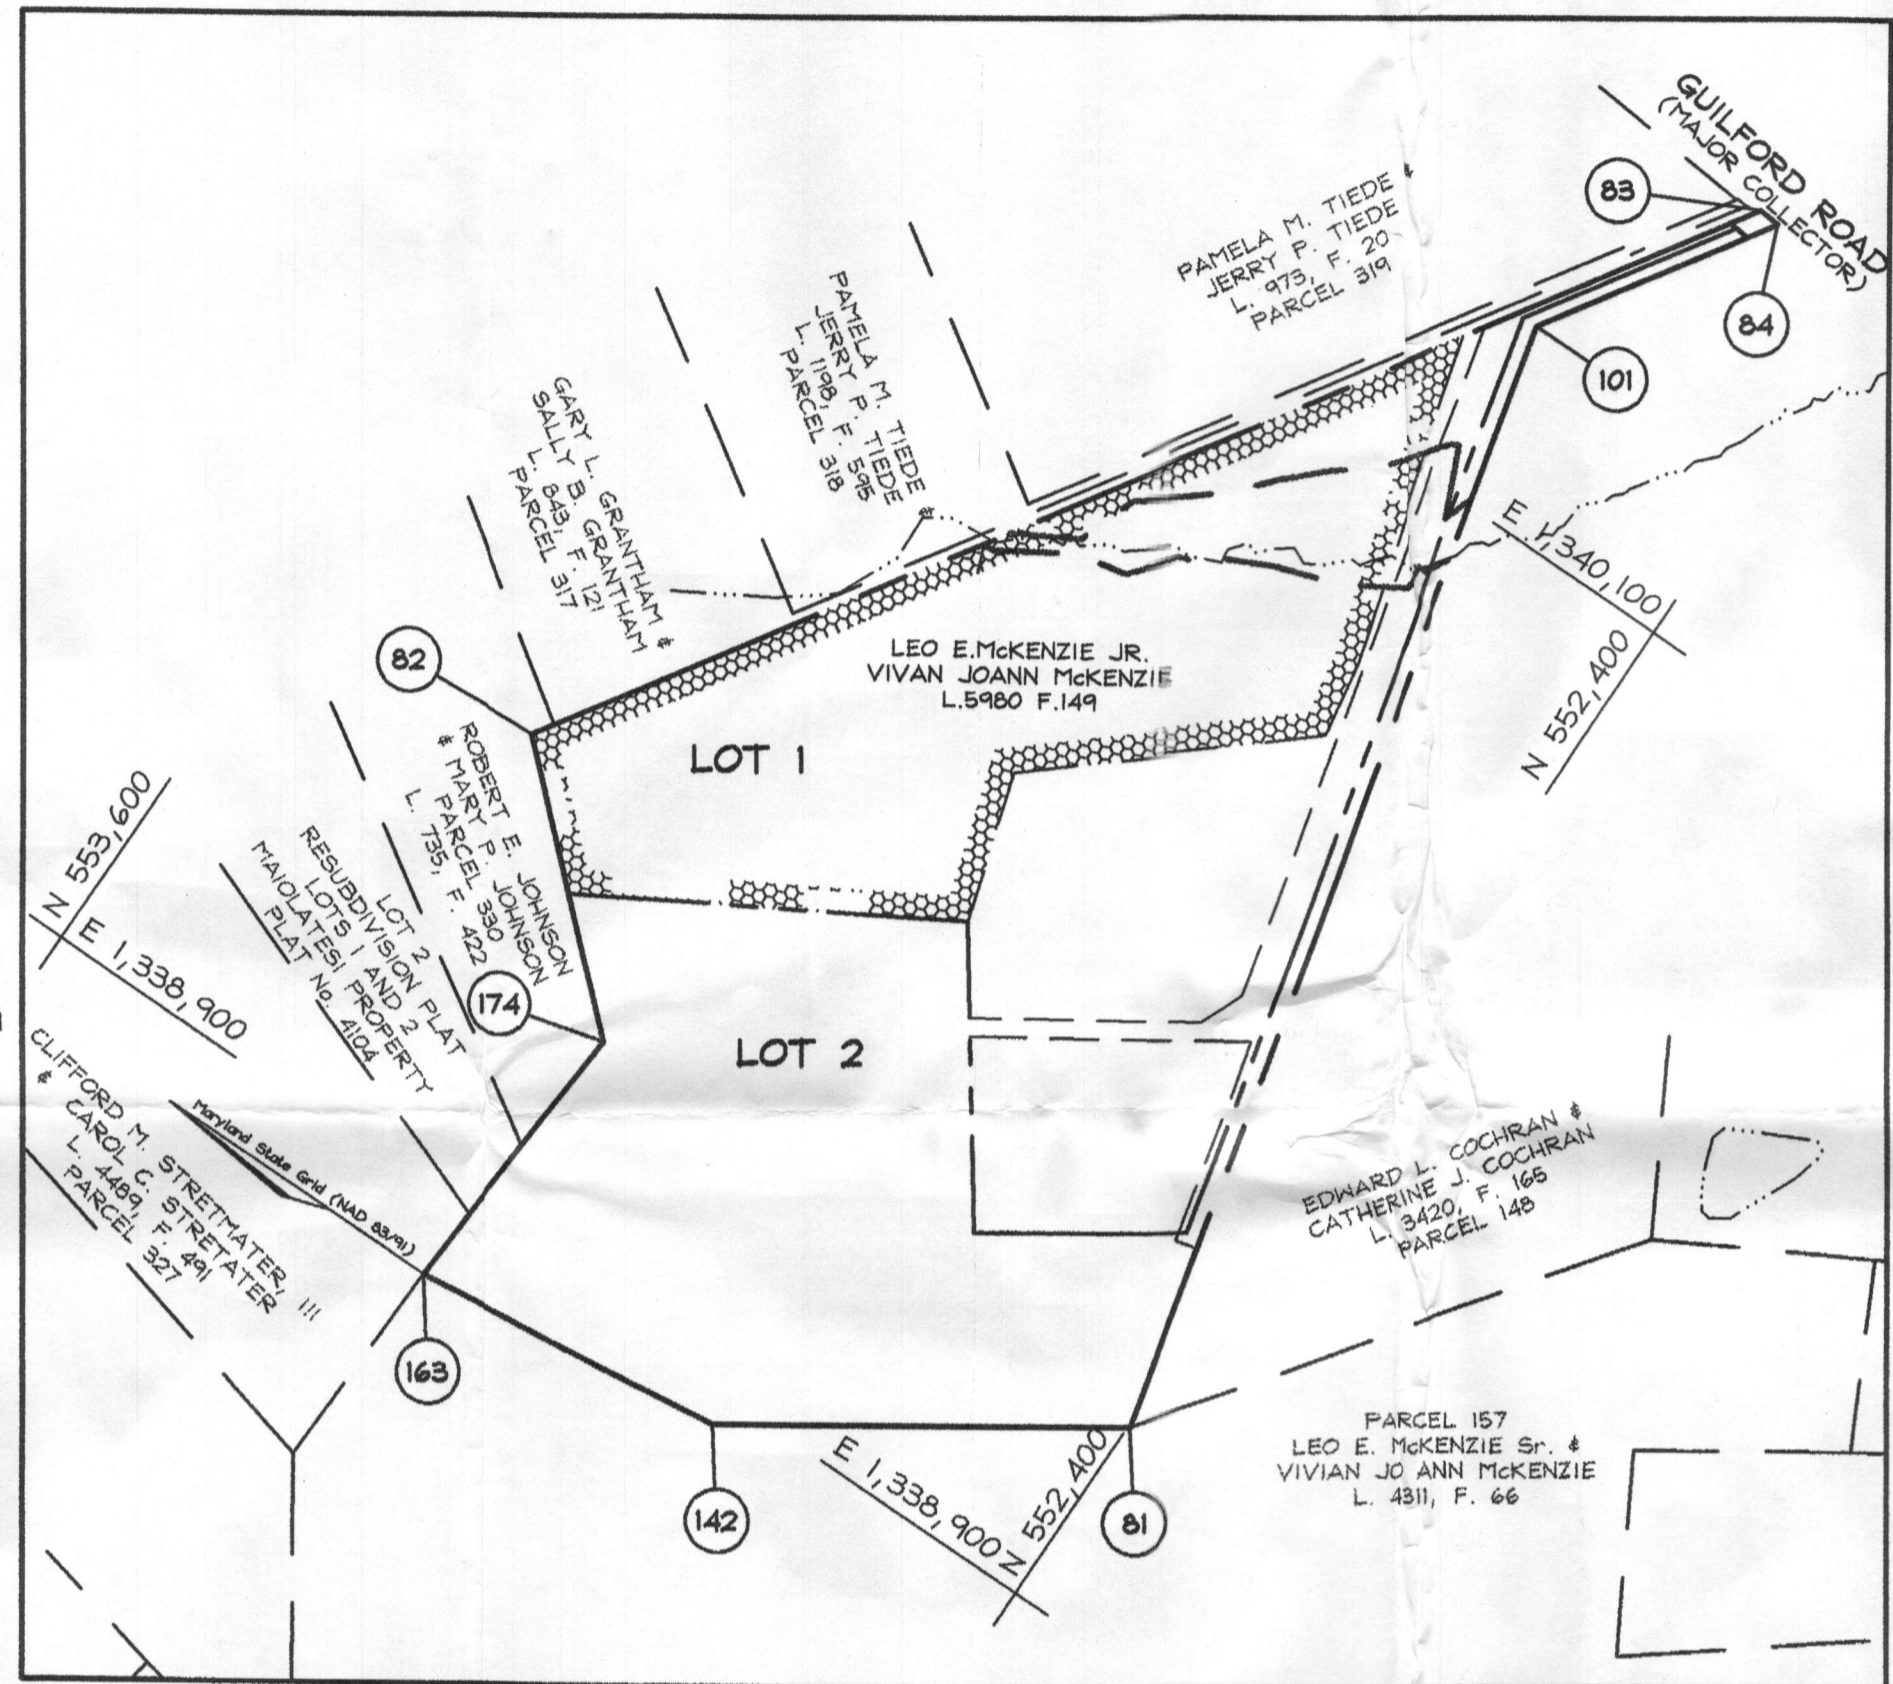 GUILFORD ROAD
(MAJOR COLLECTOR)
83
84
101
PAMELA M. TIEDE &
JERRY P. TIEDE
L. 973, F. 20
PARCEL 319
PAMELA M. TIEDE &
JERRY P. TIEDE
L. 1198, F. 595
PARCEL 318
GARY L. GRANTHAM &
SALLY B. GRANTHAM
L. 843, F. 121
PARCEL 317
E 1,340,100
N 552,400
82
LEO E.McKENZIE JR.
VIVAN JOANN McKENZIE
L.5980 F.149
LOT 1
ROBERT E. JOHNSON
& MARY P. JOHNSON
PARCEL 330
L. 735, F. 422
LOT 2
RESUBDIVISION PLAT
LOTS 1 AND 2
MAIOLATESI PROPERTY
PLAT No. 4104
N 553,600
E 1,338,900
174
LOT 2
CLIFFORD M. STRETMATER, III
& CAROL C. STRETATER
L. 4489, F. 491
PARCEL 327
Maryland State Grid (NAD 83/91)
EDWARD L. COCHRAN &
CATHERINE J. COCHRAN
L. 3420, F. 165
PARCEL 148
163
142
81
E 1,338,900
N 552,400
PARCEL 157
LEO E. McKENZIE Sr. &
VIVIAN JO ANN McKENZIE
L. 4311, F. 66